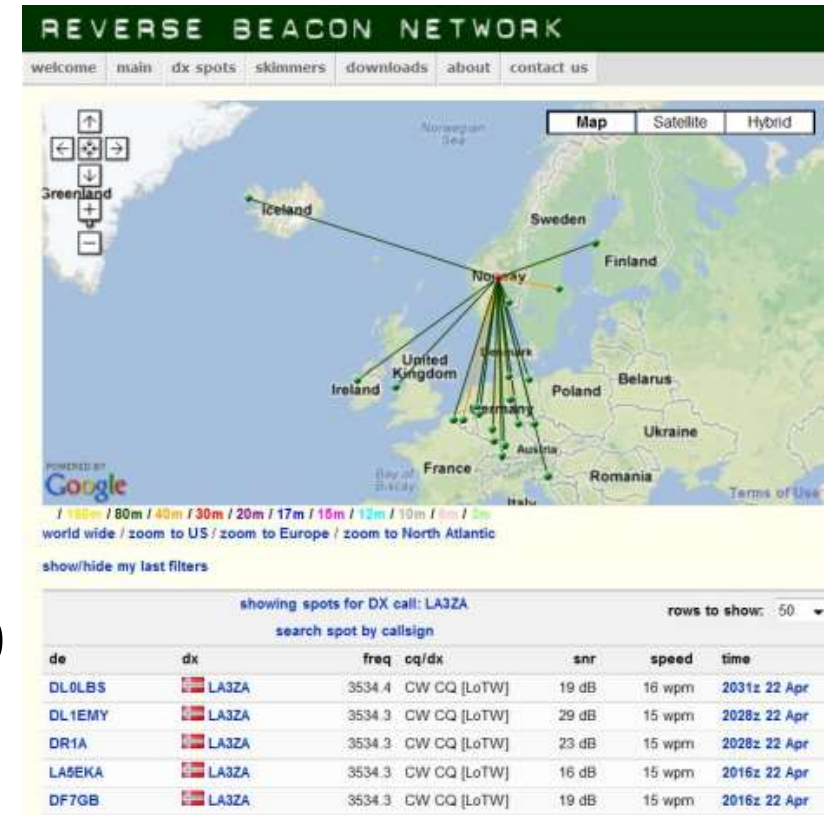 REVERSE BEACON NETWORK
welcome main dx spots skimmers downloads about contact us
Map Satellite Hybrid
Norwegian Sea
Greenland
Iceland
Sweden
Finland
Norway
Denmark
United Kingdom
Ireland
Poland
Belarus
Germany
Ukraine
Austria
France
Romania
Bay of Biscay
Italy
POWERED BY
Google
Terms of Use
/ 160m / 80m / 40m / 30m / 20m / 17m / 15m / 12m / 10m / 6m / 2m
world wide / zoom to US / zoom to Europe / zoom to North Atlantic
show/hide my last filters
)
showing spots for DX call: LA3ZA
rows to show: 50
search spot by callsign
de dx freq cq/dx snr speed time
DL0LBS LA3ZA 3534.4 CW CQ [LoTW] 19 dB 16 wpm 2031z 22 Apr
DL1EMY LA3ZA 3534.3 CW CQ [LoTW] 29 dB 15 wpm 2028z 22 Apr
DR1A LA3ZA 3534.3 CW CQ [LoTW] 23 dB 15 wpm 2028z 22 Apr
LA5EKA LA3ZA 3534.3 CW CQ [LoTW] 16 dB 15 wpm 2016z 22 Apr
DF7GB LA3ZA 3534.3 CW CQ [LoTW] 19 dB 15 wpm 2016z 22 Apr